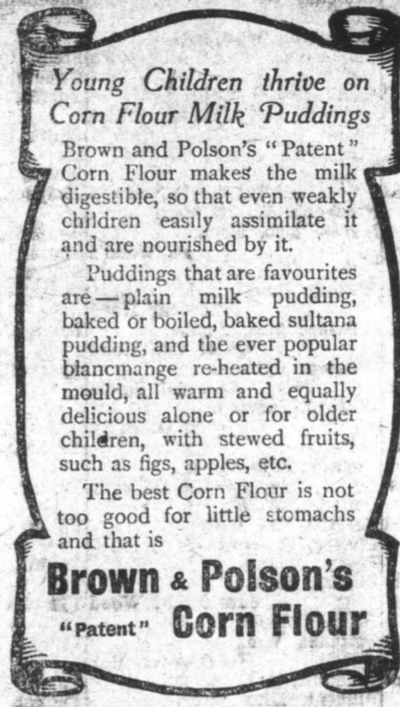 Young Children thrive on
Corn Flour Milk Puddings
Brown and Polson's "Patent"
Corn Flour makes the milk
digestible, so that even weakly
children easily assimilate it
and are nourished by it.
Puddings that are favourites
are — plain milk pudding,
baked or boiled, baked sultana
pudding, and the ever popular
blancmange re-heated in the
mould, all warm and equally
delicious alone or for older
children, with stewed fruits,
such as figs, apples, etc.
The best Corn Flour is not
too good for little stomachs
and that is
Brown & Polson's
"Patent" Corn Flour